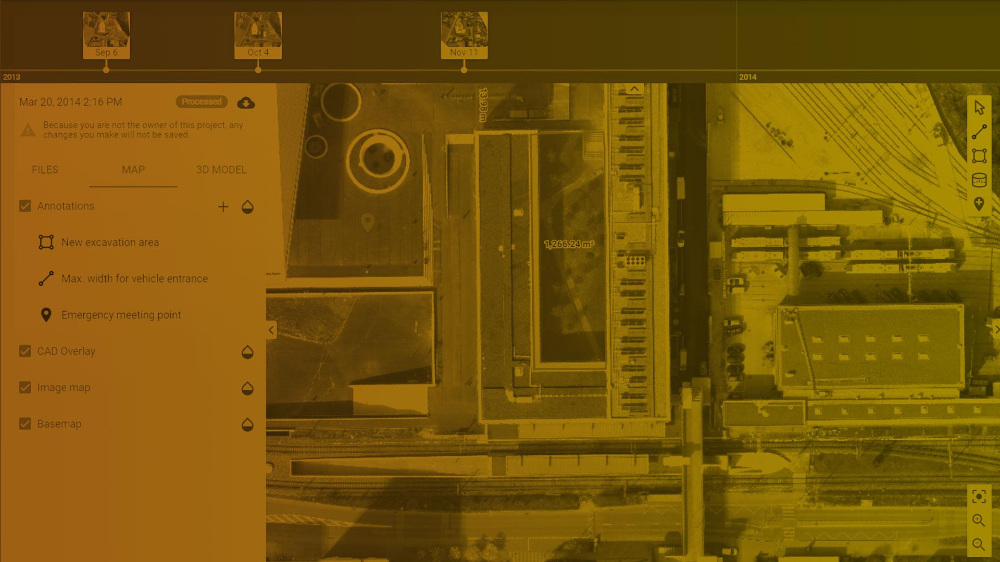 Sep 6
Oct 4
Nov 11
2013
2014
Mar 20, 2014 2:16 PM
Processed
Because you are not the owner of this project, any
changes you make will not be saved.
FILES
MAP
3D MODEL
Annotations
New excavation area
Max. width for vehicle entrance
Emergency meeting point
CAD Overlay
Image map
Basemap
13.98 m
1,266.24 m²